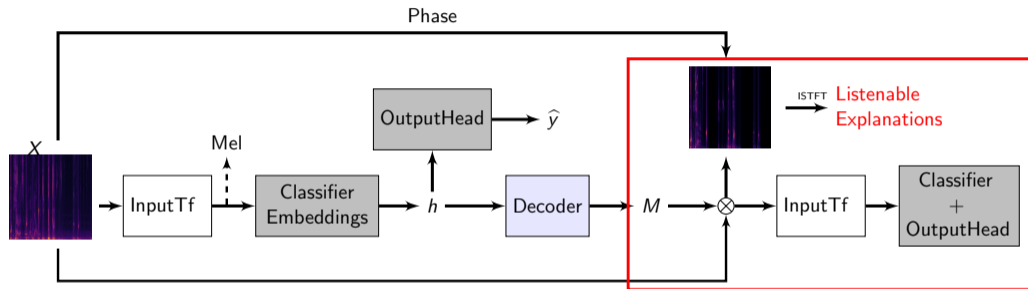 Phase
X
InputTf
Mel
Classifier
Embeddings
h
OutputHead
ŷ
Decoder
M
⊗
ISTFT
Listenable
Explanations
InputTf
Classifier
+
OutputHead